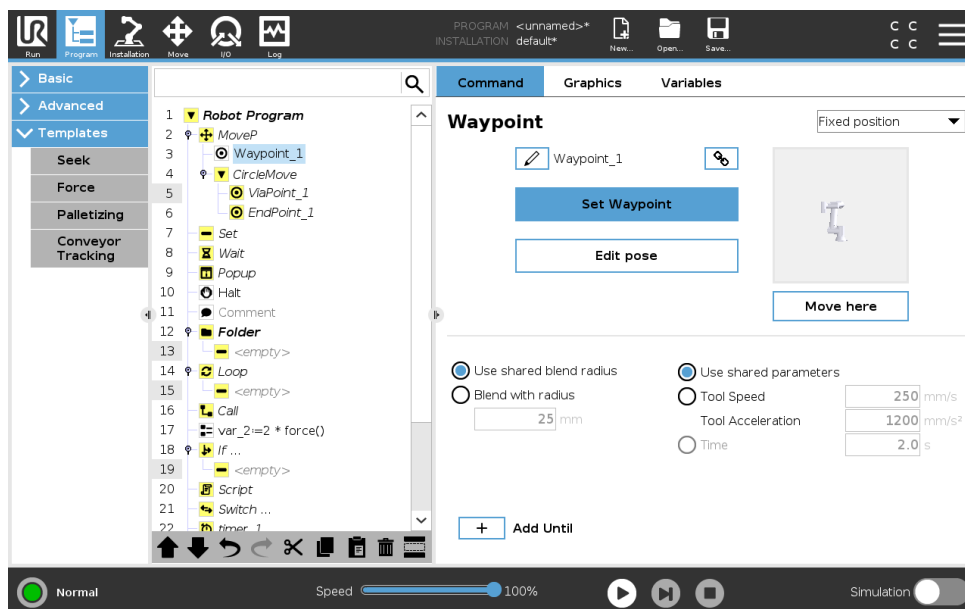 PROGRAM <unnamed>*
INSTALLATION default*
UR
Run
Program
Installation
Move
I/O
Log
New...
Open...
Save...
C C
C C
Basic
Advanced
Templates
Seek
Force
Palletizing
Conveyor
Tracking
1 Robot Program
2 MoveP
3 Waypoint_1
4 CircleMove
5 ViaPoint_1
6 EndPoint_1
7 Set
8 Wait
9 Popup
10 Halt
11 Comment
12 Folder
13 <empty>
14 Loop
15 <empty>
16 Call
17 var_2:=2 * force()
18 If ...
19 <empty>
20 Script
21 Switch ...
22 timer_1
Command
Graphics
Variables
Waypoint
Fixed position
Waypoint_1
Set Waypoint
Edit pose
Move here
Use shared blend radius
Blend with radius
25 mm
Use shared parameters
Tool Speed 250 mm/s
Tool Acceleration 1200 mm/s²
Time 2.0 s
+ Add Until
Normal
Speed 100%
Simulation